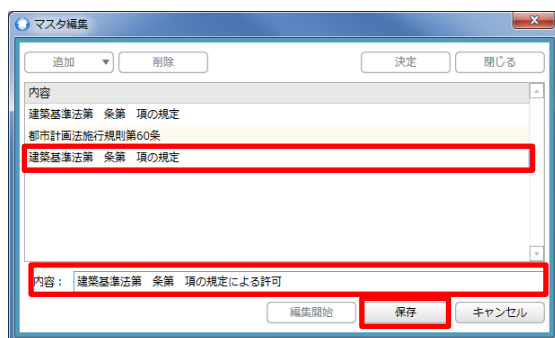 マスタ編集
追加 ▼ 削除 決定 閉じる
内容
建築基準法第　条第　項の規定
都市計画法施行規則第60条
建築基準法第　条第　項の規定
内容： 建築基準法第　条第　項の規定による許可
編集開始 保存 キャンセル